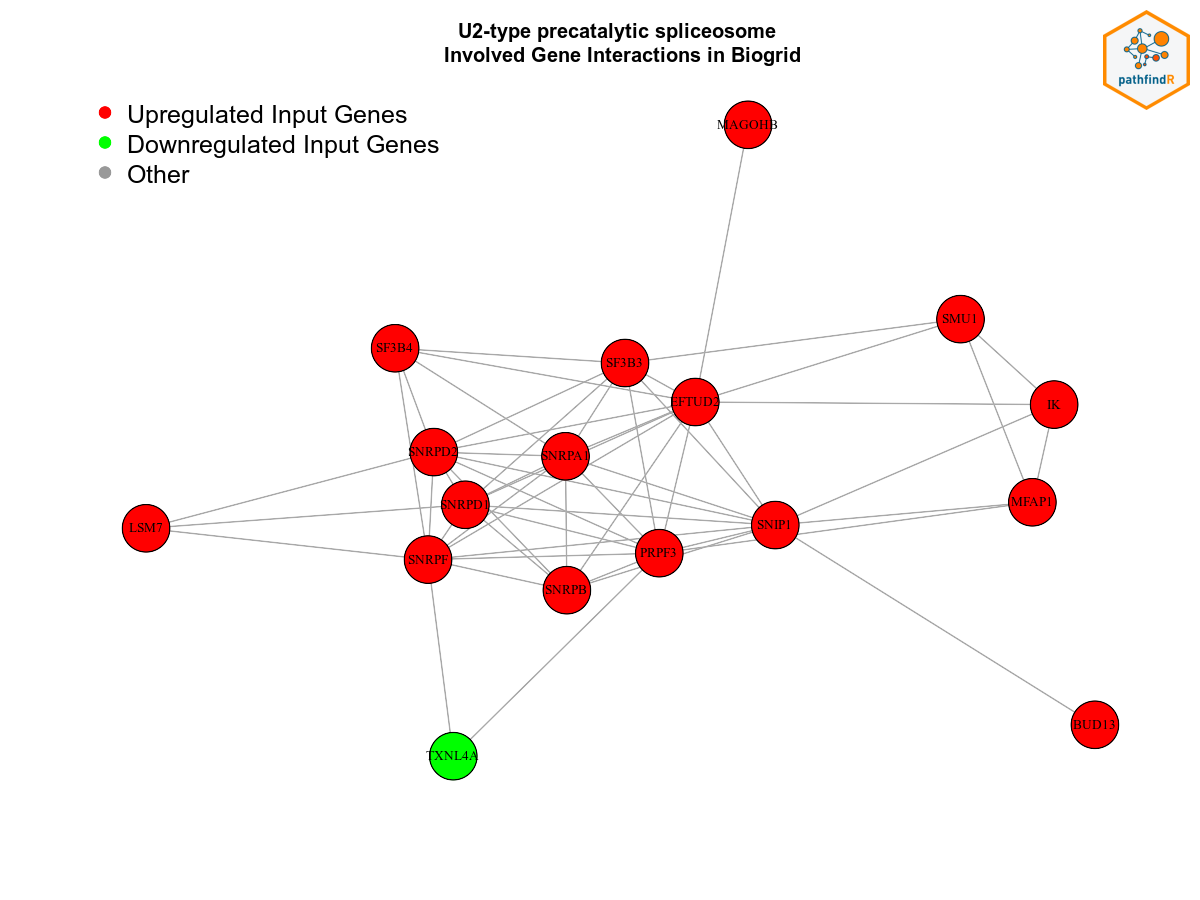 U2-type precatalytic spliceosome
Involved Gene Interactions in Biogrid
pathfindR
Upregulated Input Genes
Downregulated Input Genes
Other
MAGOHB
SMU1
SF3B4
SF3B3
EFTUD2
IK
SNRPD2
SNRPA1
SNRPD1
MFAP1
LSM7
SNIP1
SNRPF
PRPF3
SNRPB
BUD13
TXNL4A